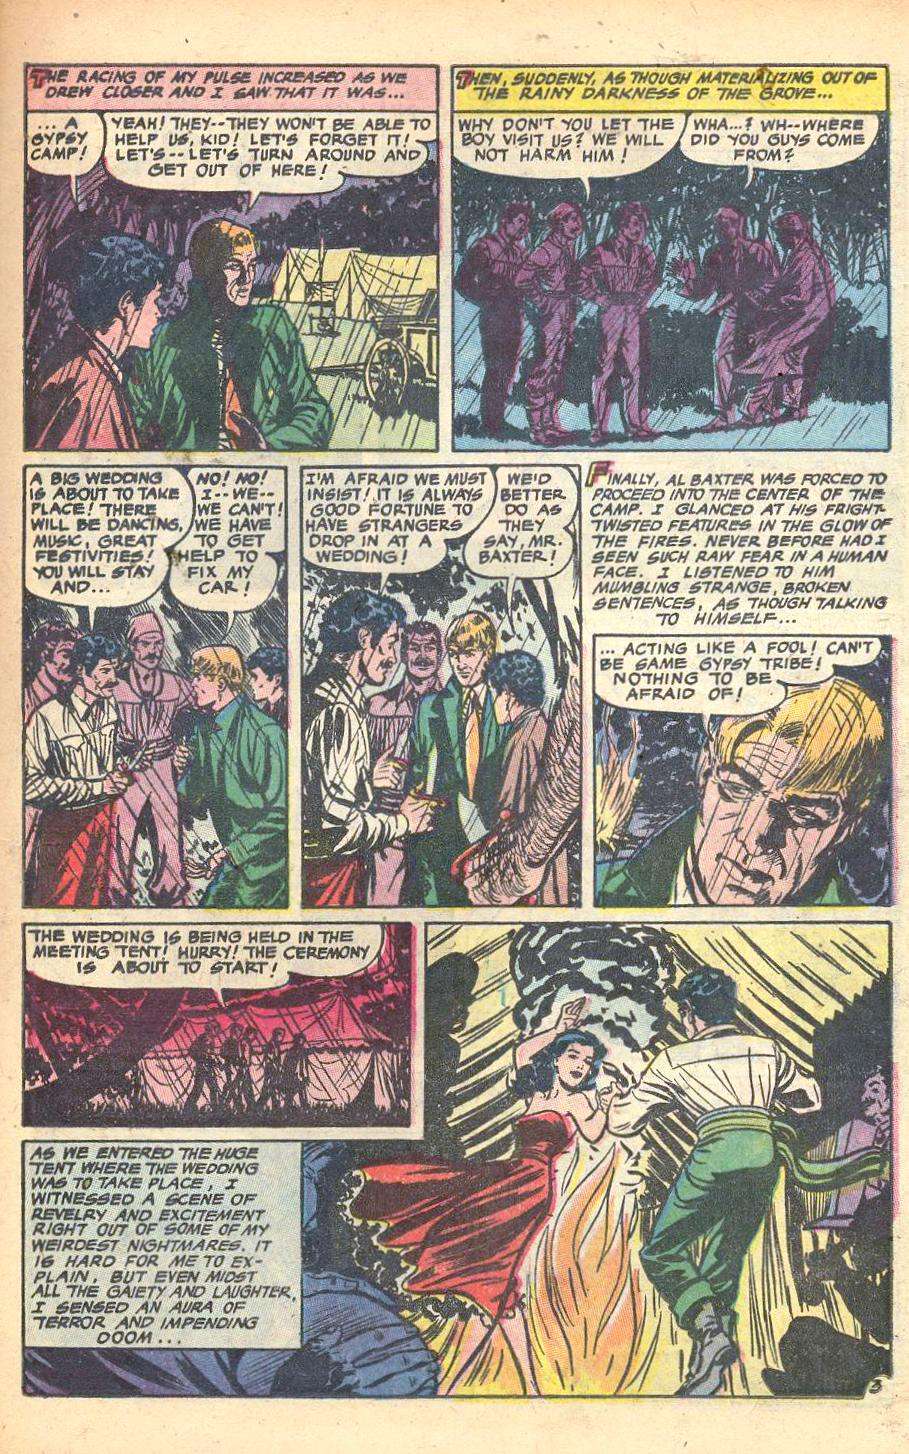 THE RACING OF MY PULSE INCREASED AS WE
DREW CLOSER AND I SAW THAT IT WAS...
... A
GYPSY
CAMP!
YEAH! THEY--THEY WON'T BE ABLE TO
HELP US, KID! LET'S FORGET IT!
LET'S-- LET'S TURN AROUND AND
GET OUT OF HERE!
THEN, SUDDENLY, AS THOUGH MATERIALIZING OUT OF
THE RAINY DARKNESS OF THE GROVE...
WHY DON'T YOU LET THE
BOY VISIT US? WE WILL
NOT HARM HIM!
WHA...? WH--WHERE
DID YOU GUYS COME
FROM?
A BIG WEDDING
IS ABOUT TO TAKE
PLACE! THERE
WILL BE DANCING,
MUSIC, GREAT
FESTIVITIES!
YOU WILL STAY
AND...
NO! NO!
I--WE--
WE CAN'T!
WE HAVE
TO GET
HELP TO
FIX MY
CAR!
I'M AFRAID WE MUST
INSIST! IT IS ALWAYS
GOOD FORTUNE TO
HAVE STRANGERS
DROP IN AT A
WEDDING!
WE'D
BETTER
DO AS
THEY
SAY, MR.
BAXTER!
FINALLY, AL BAXTER WAS FORCED TO
PROCEED INTO THE CENTER OF THE
CAMP. I GLANCED AT HIS FRIGHT-
TWISTED FEATURES IN THE GLOW OF
THE FIRES. NEVER BEFORE HAD I
SEEN SUCH RAW FEAR IN A HUMAN
FACE. I LISTENED TO HIM
MUMBLING STRANGE, BROKEN
SENTENCES, AS THOUGH TALKING
TO HIMSELF...
... ACTING LIKE A FOOL! CAN'T
BE SAME GYPSY TRIBE!
NOTHING TO BE
AFRAID OF!
THE WEDDING IS BEING HELD IN THE
MEETING TENT! HURRY! THE CEREMONY
IS ABOUT TO START!
AS WE ENTERED THE HUGE
TENT WHERE THE WEDDING
WAS TO TAKE PLACE, I
WITNESSED A SCENE OF
REVELRY AND EXCITEMENT
RIGHT OUT OF SOME OF MY
WEIRDEST NIGHTMARES. IT
IS HARD FOR ME TO EX-
PLAIN, BUT EVEN MIDST
ALL THE GAIETY AND LAUGHTER,
I SENSED AN AURA OF
TERROR AND IMPENDING
DOOM...
3